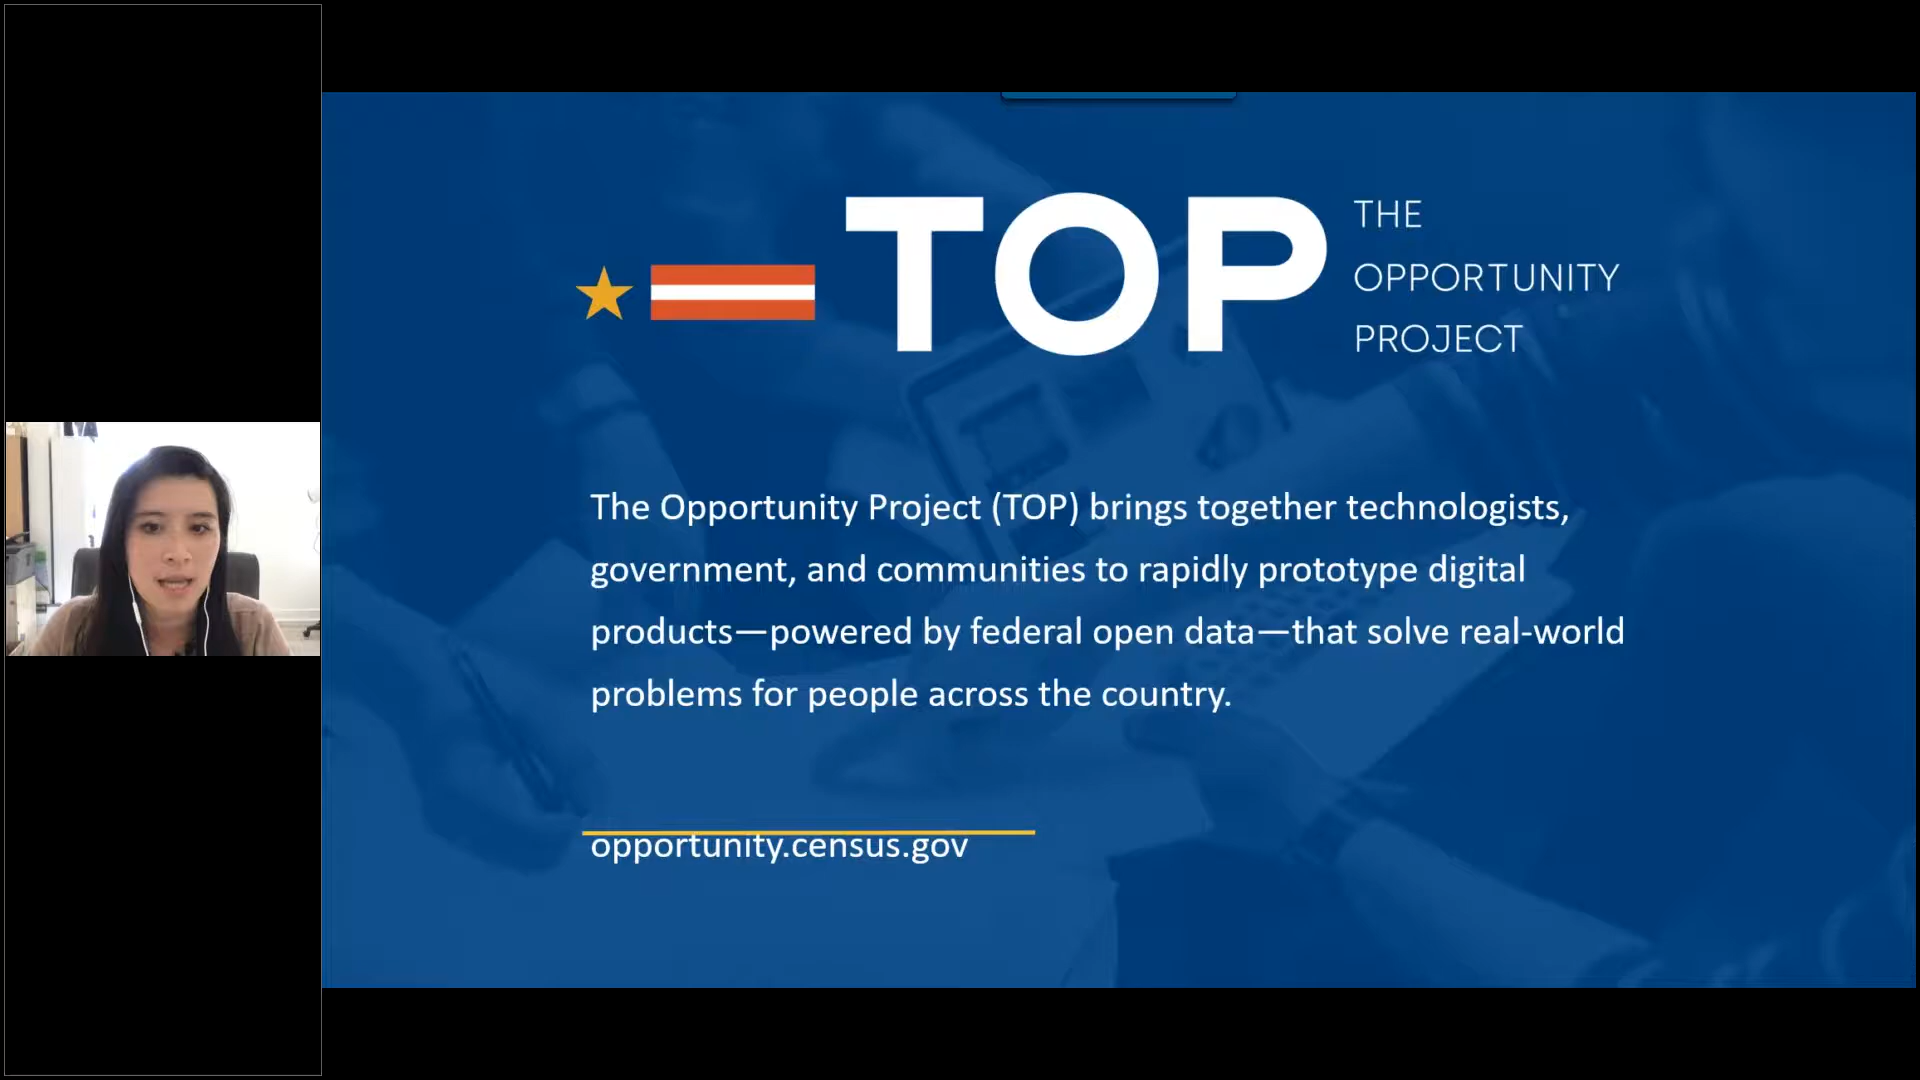 TOP
THE
OPPORTUNITY
PROJECT
The Opportunity Project (TOP) brings together technologists,
government, and communities to rapidly prototype digital
products—powered by federal open data—that solve real-world
problems for people across the country.
opportunity.census.gov